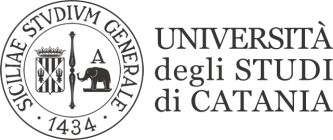 SICILIAE STVDIVM GENERALE
· 1434 ·
A
UNIVERSITÀ
degli STUDI
di CATANIA